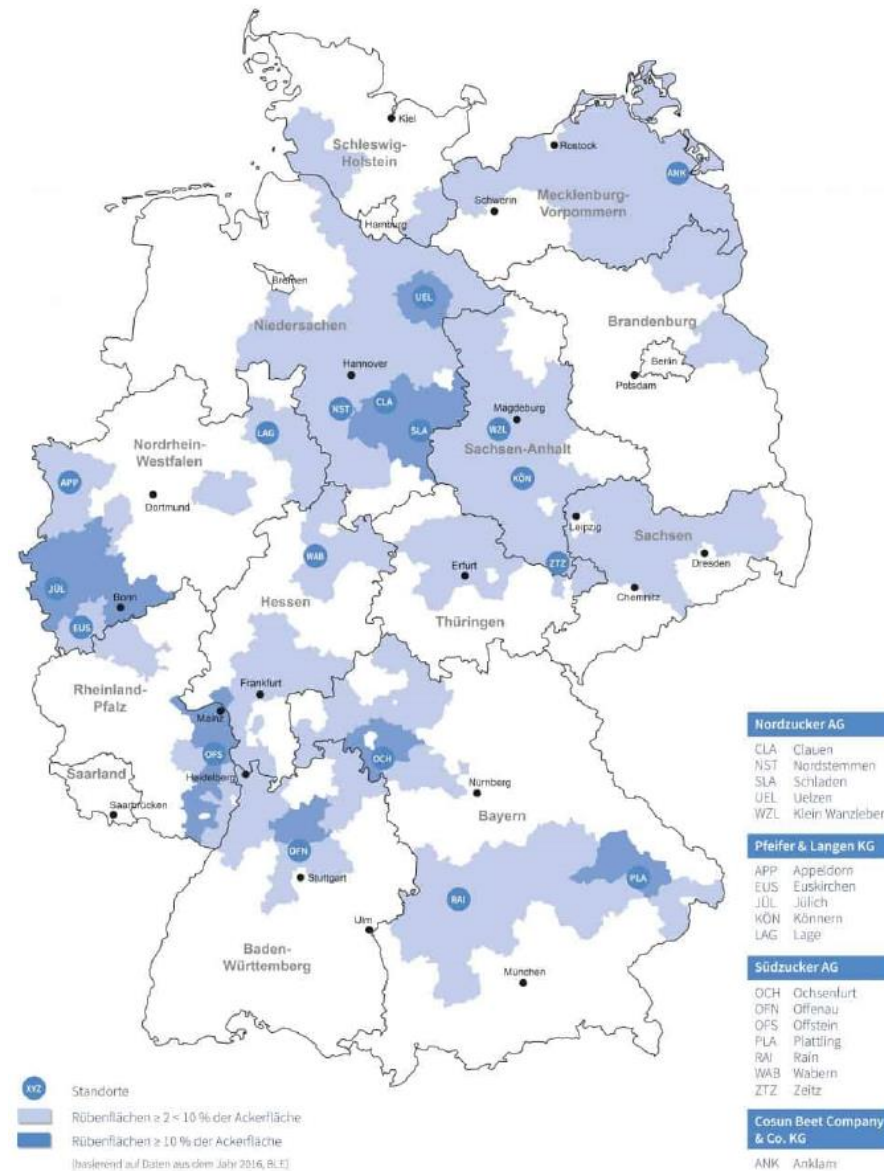 Kiel
Schleswig-
Holstein
Rostock
ANK
Mecklenburg-
Vorpommern
Schwerin
Hamburg
Bremen
UEL
Niedersachen
Brandenburg
Hannover
Berlin
Potsdam
NST
CLA
SLA
Magdeburg
WZL
Sachsen-Anhalt
LAG
Nordrhein-
Westfalen
KÖN
APP
Dortmund
Leipzig
Sachsen
WAB
Erfurt
ZTZ
Dresden
JÜL
Bonn
Hessen
Chemnitz
Thüringen
EUS
Rheinland-
Pfalz
Frankfurt
Mainz
OFS
OCH
Saarland
Heidelberg
Nürnberg
Saarbrücken
Bayern
OFN
Stuttgart
PLA
RAI
Ulm
Baden-
Württemberg
München
Nordzucker AG
CLA Clauen
NST Nordstemmen
SLA Schladen
UEL Uelzen
WZL Klein Wanzleben
Pfeifer & Langen KG
APP Appeldorn
EUS Euskirchen
JÜL Jülich
KÖN Könnern
LAG Lage
Südzucker AG
OCH Ochsenfurt
OFN Offenau
OFS Offstein
PLA Plattling
RAI Rain
WAB Wabern
ZTZ Zeitz
Cosun Beet Company
& Co. KG
ANK Anklam
XYZ Standorte
Rübenflächen ≥ 2 < 10 % der Ackerfläche
Rübenflächen ≥ 10 % der Ackerfläche
(basierend auf Daten aus dem Jahr 2016, BLE)